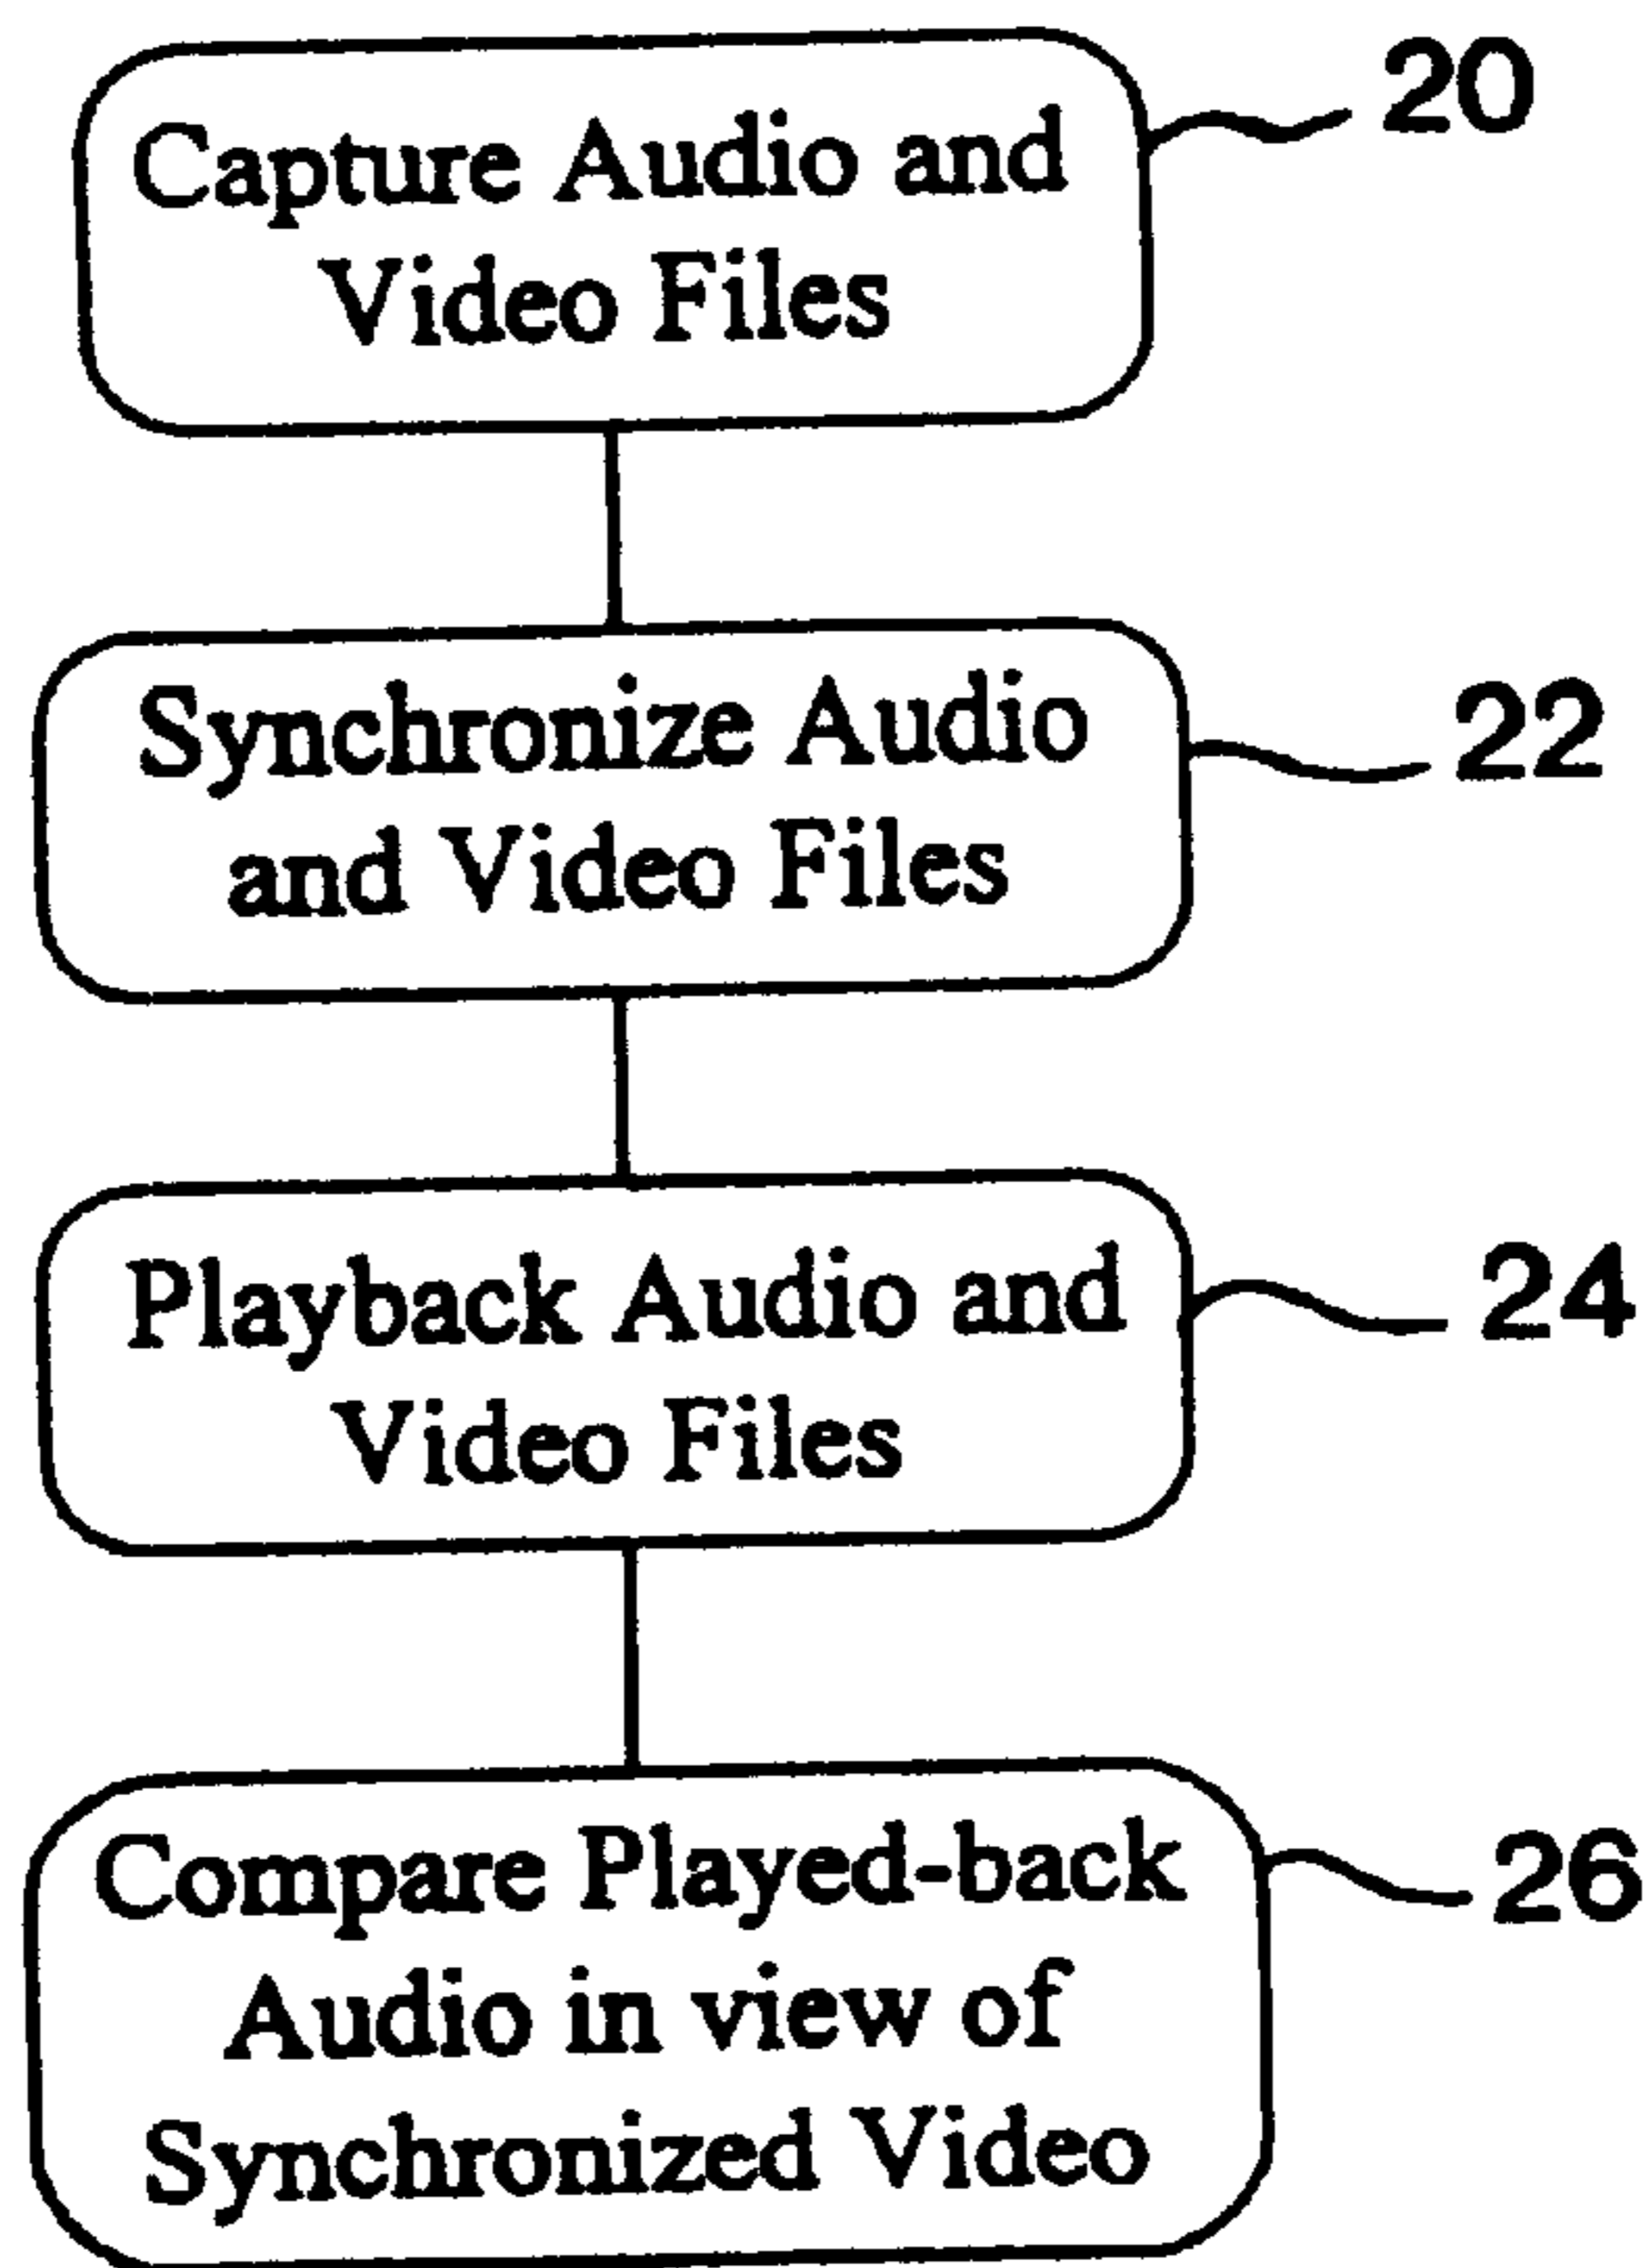 Capture Audio and
Video Files
20
Synchronize Audio
and Video Files
22
Playback Audio and
Video Files
24
Compare Played-back
Audio in view of
Synchronized Video
26